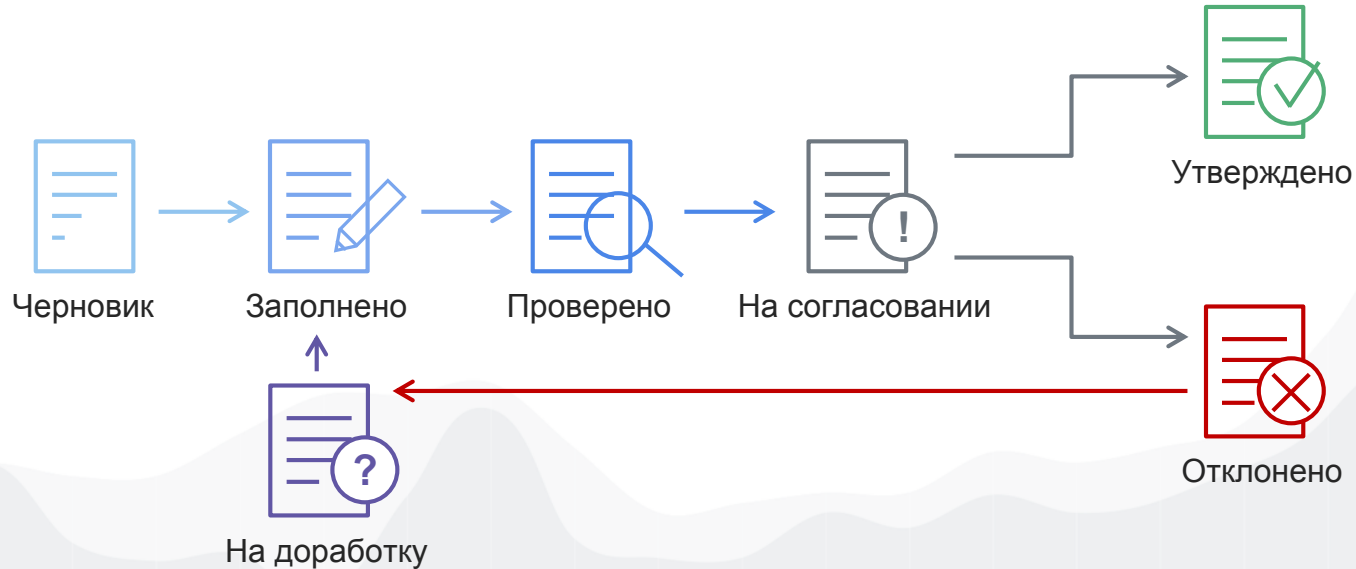 Утверждено
Черновик
Заполнено
Проверено
На согласовании
!
Отклонено
?
На доработку